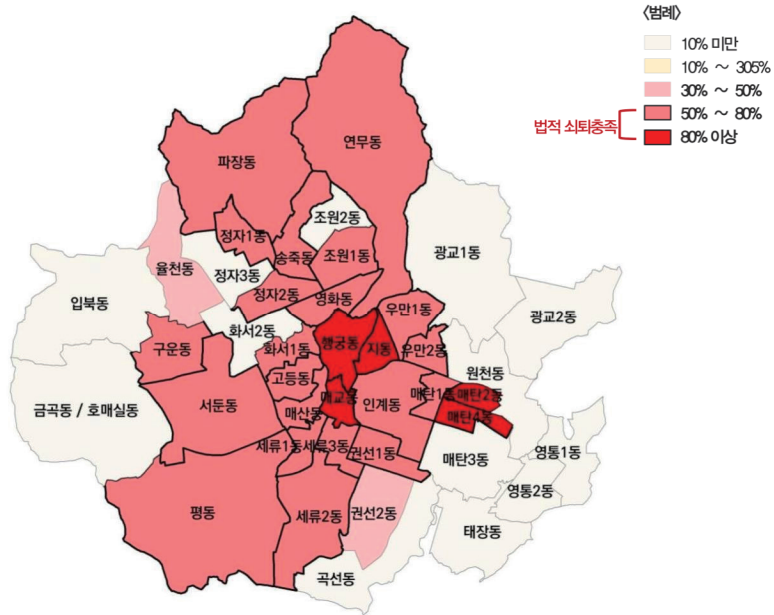 <범례>
10% 미만
10% ~ 305%
30% ~ 50%
50% ~ 80%
80% 이상
법적 쇠퇴충족
연무동
파장동
조원2동
정자1동
송죽동
조원1동
광교1동
율천동
정자3동
정자2동
영화동
입북동
우만1동
광교2동
화서2동
행궁동
지동
우만2동
화서1동
구운동
원천동
고등동
매교동
매탄1동
매탄2동
금곡동 / 호매실동
서둔동
매산동
인계동
매탄4동
세류1동
세류3동
권선1동
매탄3동
영통1동
영통2동
평동
세류2동
권선2동
태장동
곡선동